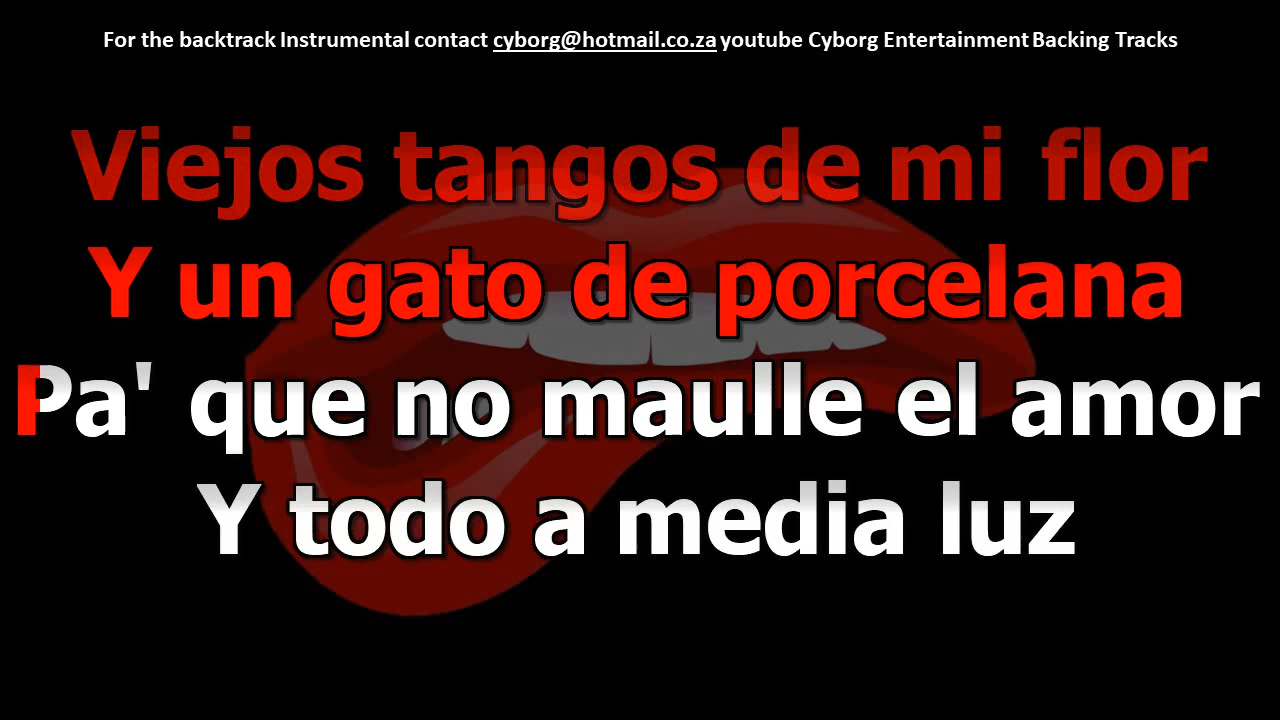 For the backtrack Instrumental contact cyborg@hotmail.co.za youtube Cyborg Entertainment Backing Tracks
Viejos tangos de mi flor
Y un gato de porcelana
Pa' que no maulle el amor
Y todo a media luz